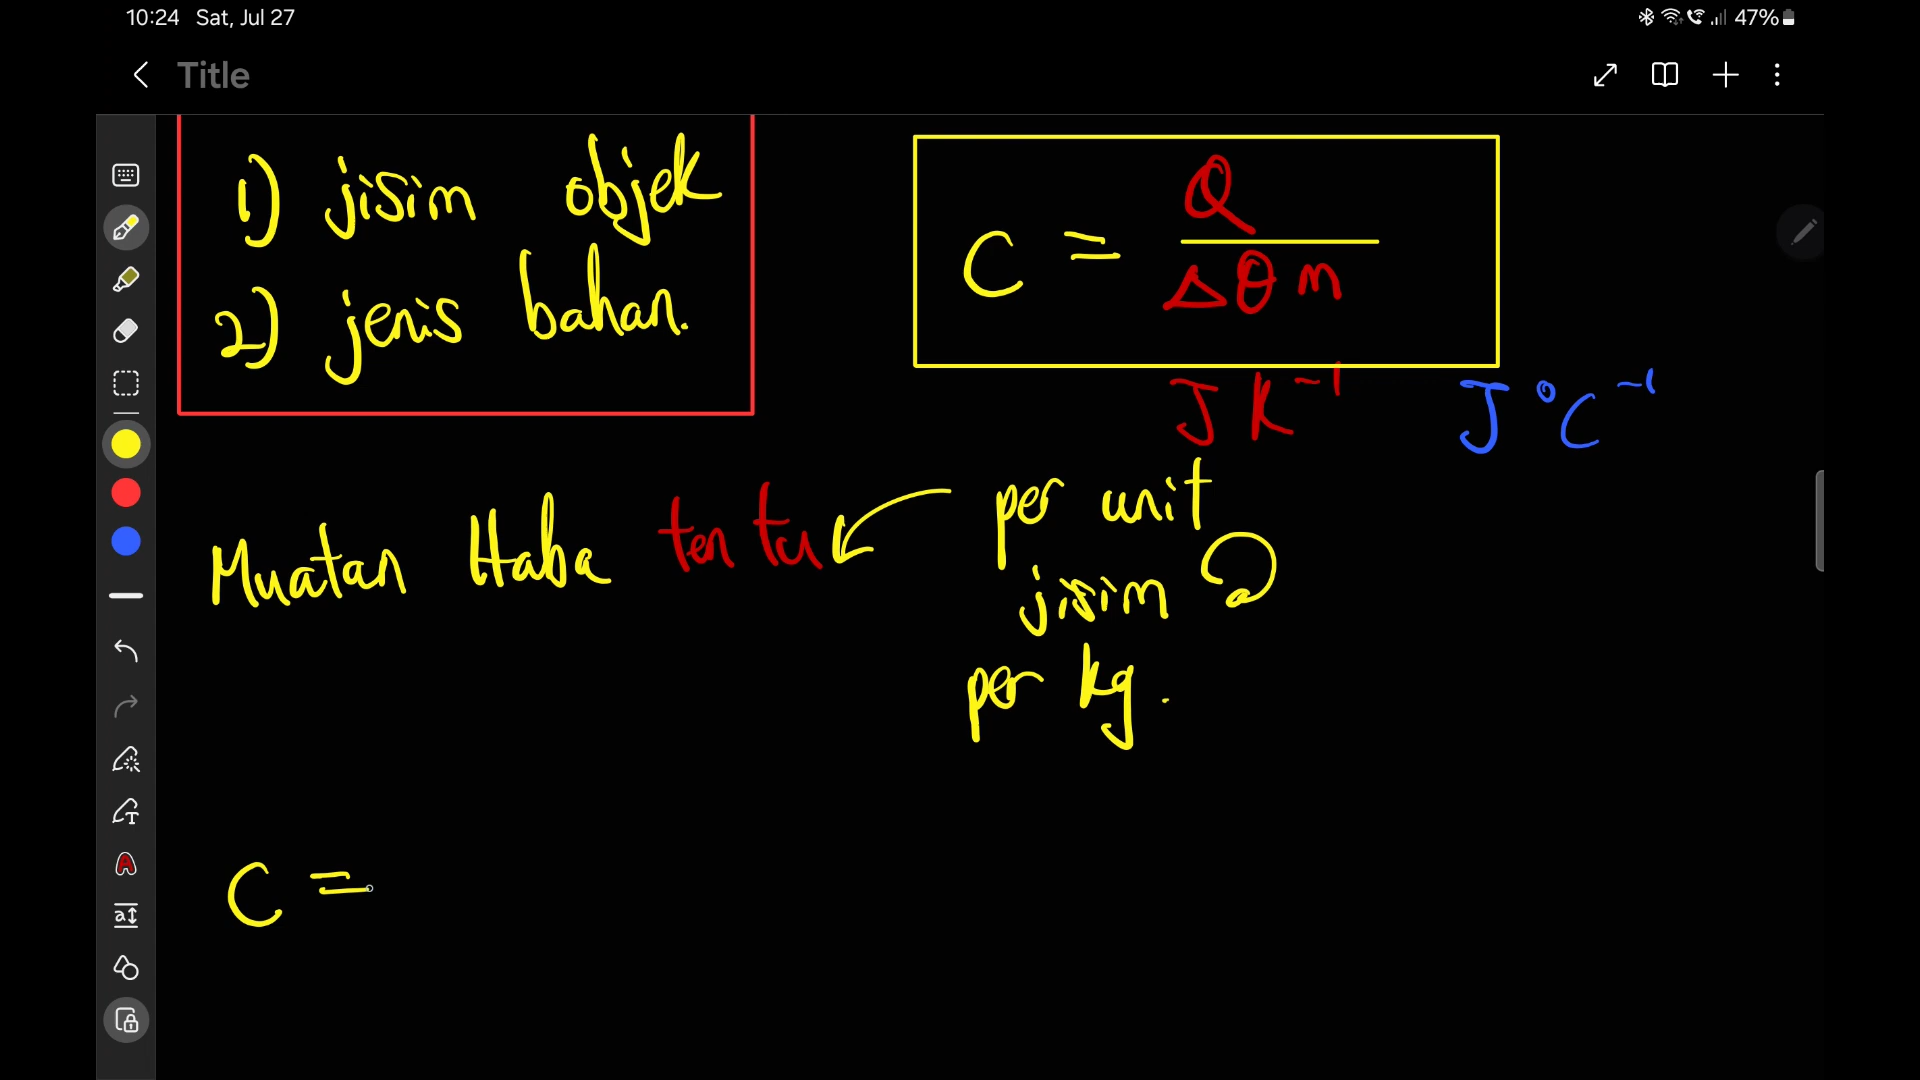 10:24 Sat, Jul 27
47%
Title
1) jisim objek
2) jenis bahan.
C = Q / Δθ m
J K⁻¹ J °C⁻¹
Muatan Haba tentu
per unit
jisim
per kg.
C =